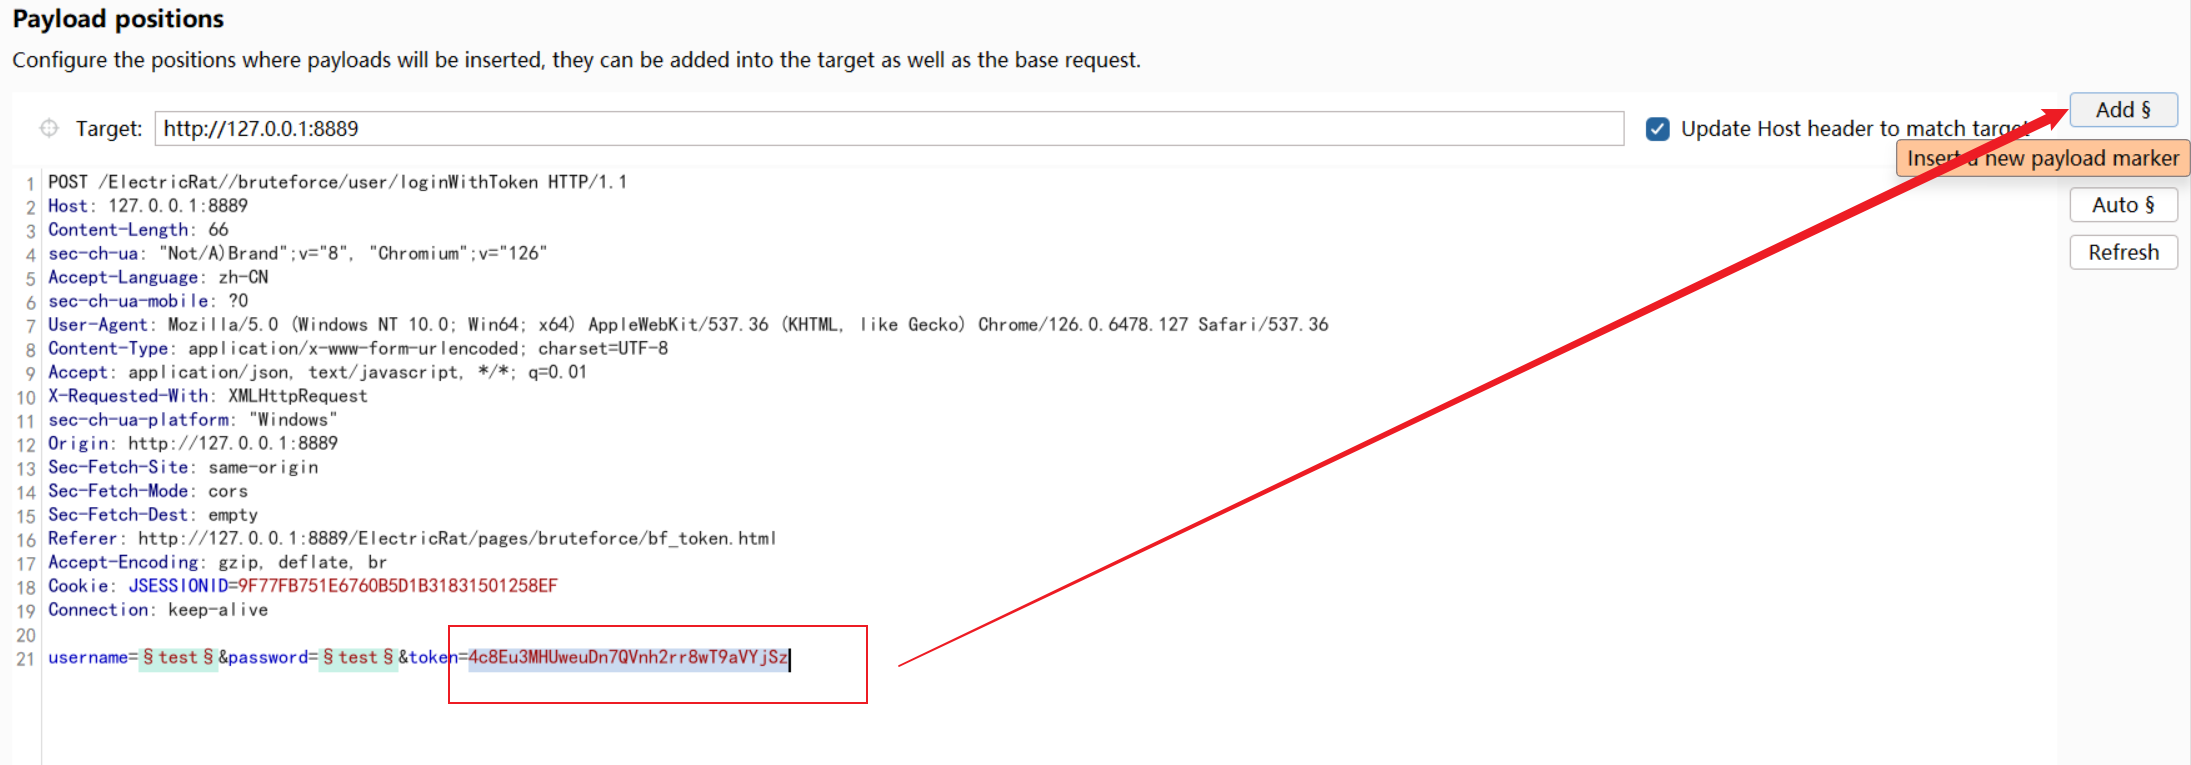 Payload positions
Configure the positions where payloads will be inserted, they can be added into the target as well as the base request.
Target: http://127.0.0.1:8889
Update Host header to match target
Add §
Insert a new payload marker
Auto §
Refresh
1 POST /ElectricRat//bruteforce/user/loginWithToken HTTP/1.1
2 Host: 127.0.0.1:8889
3 Content-Length: 66
4 sec-ch-ua: "Not/A)Brand";v="8", "Chromium";v="126"
5 Accept-Language: zh-CN
6 sec-ch-ua-mobile: ?0
7 User-Agent: Mozilla/5.0 (Windows NT 10.0; Win64; x64) AppleWebKit/537.36 (KHTML, like Gecko) Chrome/126.0.6478.127 Safari/537.36
8 Content-Type: application/x-www-form-urlencoded; charset=UTF-8
9 Accept: application/json, text/javascript, */*; q=0.01
10 X-Requested-With: XMLHttpRequest
11 sec-ch-ua-platform: "Windows"
12 Origin: http://127.0.0.1:8889
13 Sec-Fetch-Site: same-origin
14 Sec-Fetch-Mode: cors
15 Sec-Fetch-Dest: empty
16 Referer: http://127.0.0.1:8889/ElectricRat/pages/bruteforce/bf_token.html
17 Accept-Encoding: gzip, deflate, br
18 Cookie: JSESSIONID=9F77FB751E6760B5D1B31831501258EF
19 Connection: keep-alive
20
21 username=§test§&password=§test§&token=4c8Eu3MHUweuDn7QVnh2rr8wT9aVYjSz